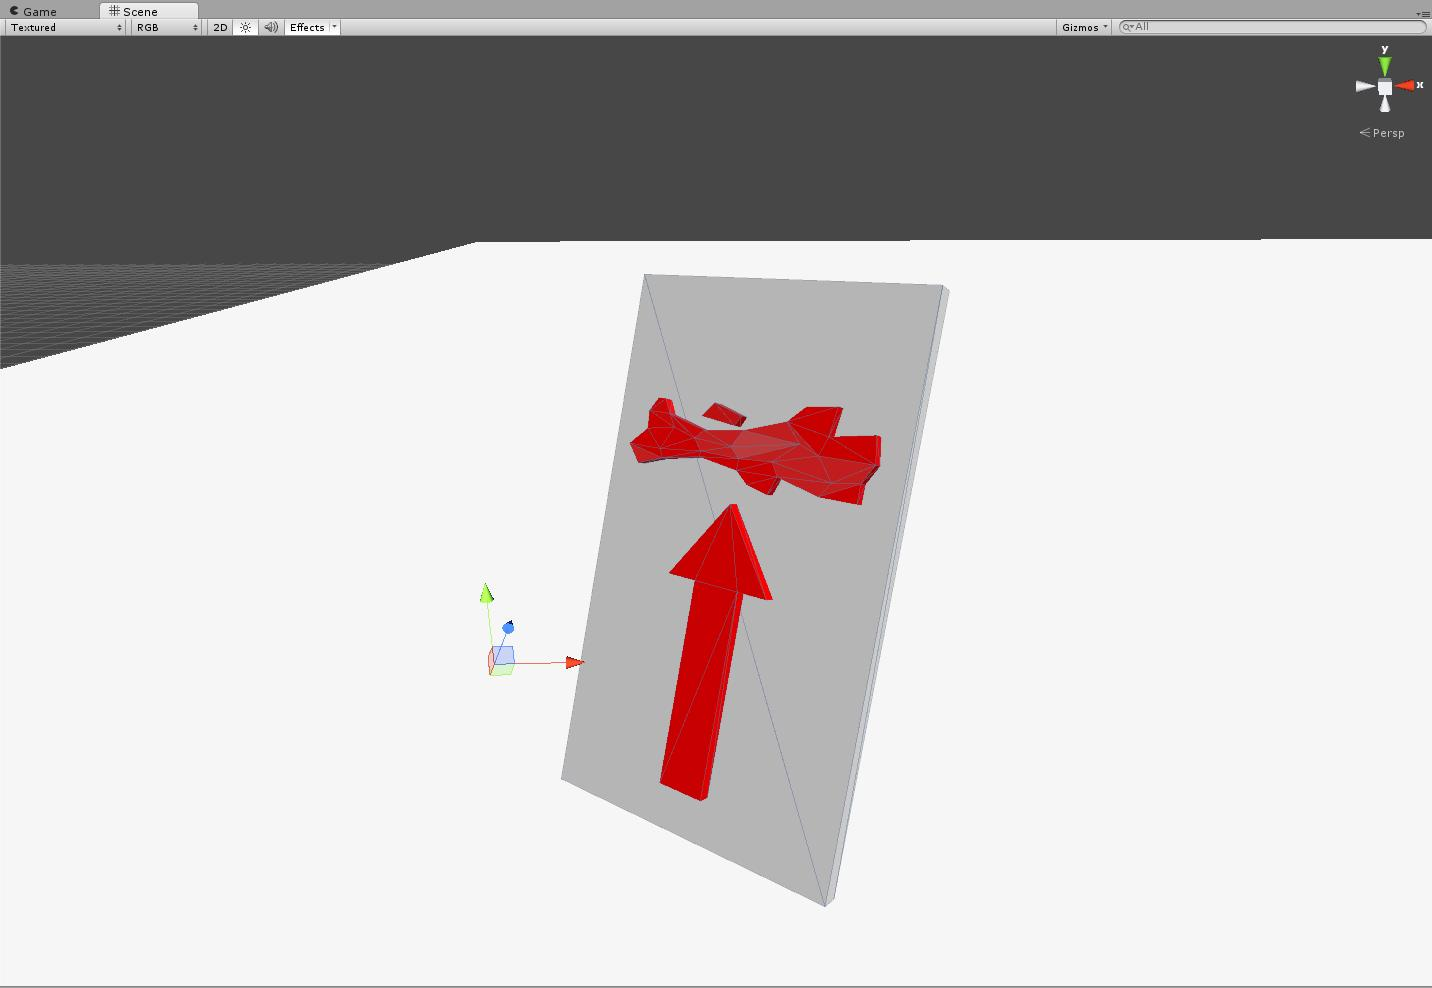 Game
Scene
Textured
RGB
2D
Effects
Gizmos
All
y
x
Persp